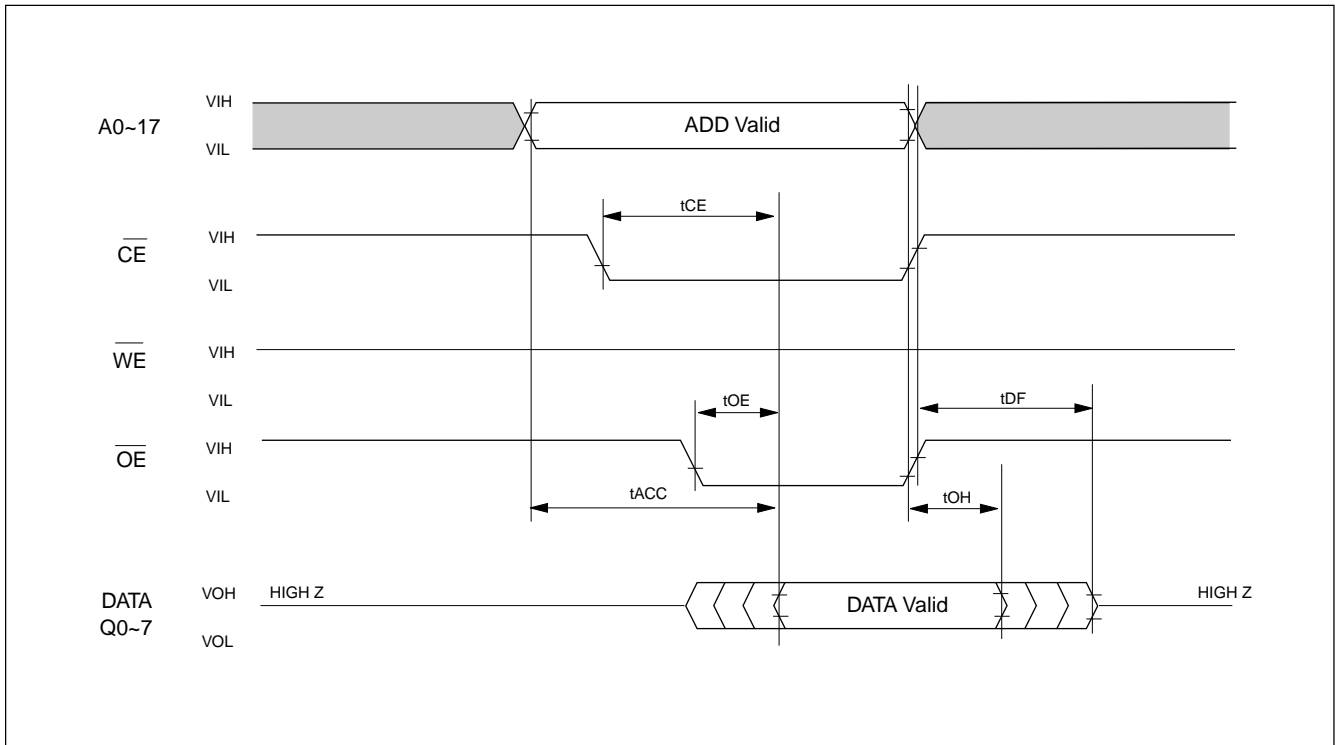 A0~17
VIH
VIL
ADD Valid
tCE
CE
VIH
VIL
WE
VIH
VIL
tOE
tDF
OE
VIH
VIL
tACC
tOH
DATA
Q0~7
VOH
VOL
HIGH Z
DATA Valid
HIGH Z